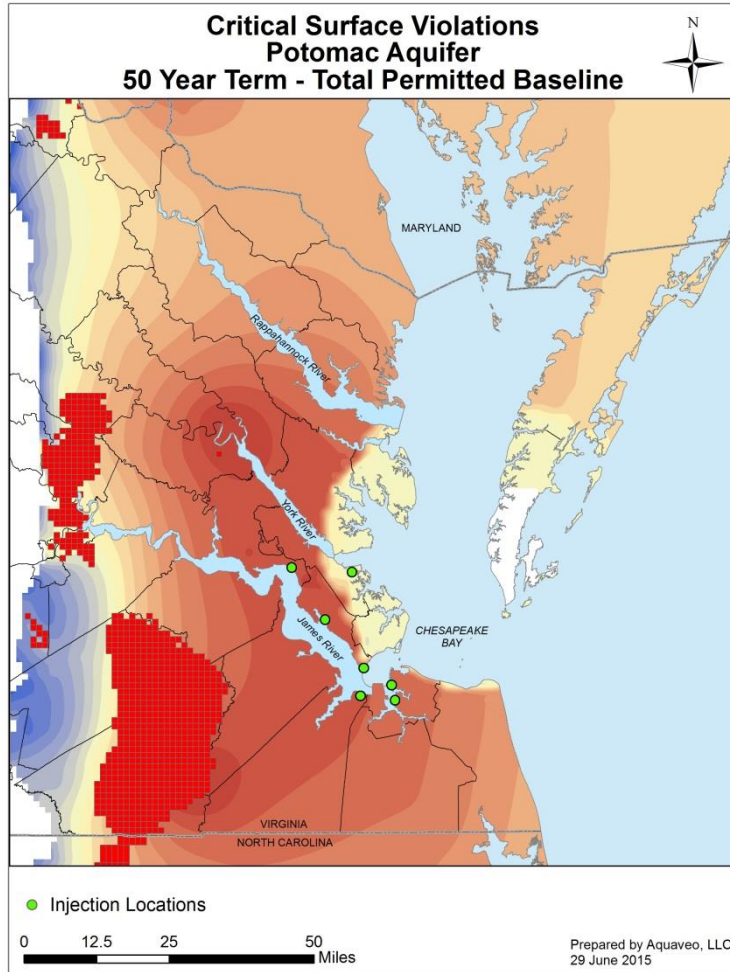 Critical Surface Violations
Potomac Aquifer
50 Year Term - Total Permitted Baseline
N
MARYLAND
Rappahannock River
York River
James River
CHESAPEAKE
BAY
VIRGINIA
NORTH CAROLINA
Injection Locations
0 12.5 25 50
Miles
Prepared by Aquaveo, LLC
29 June 2015